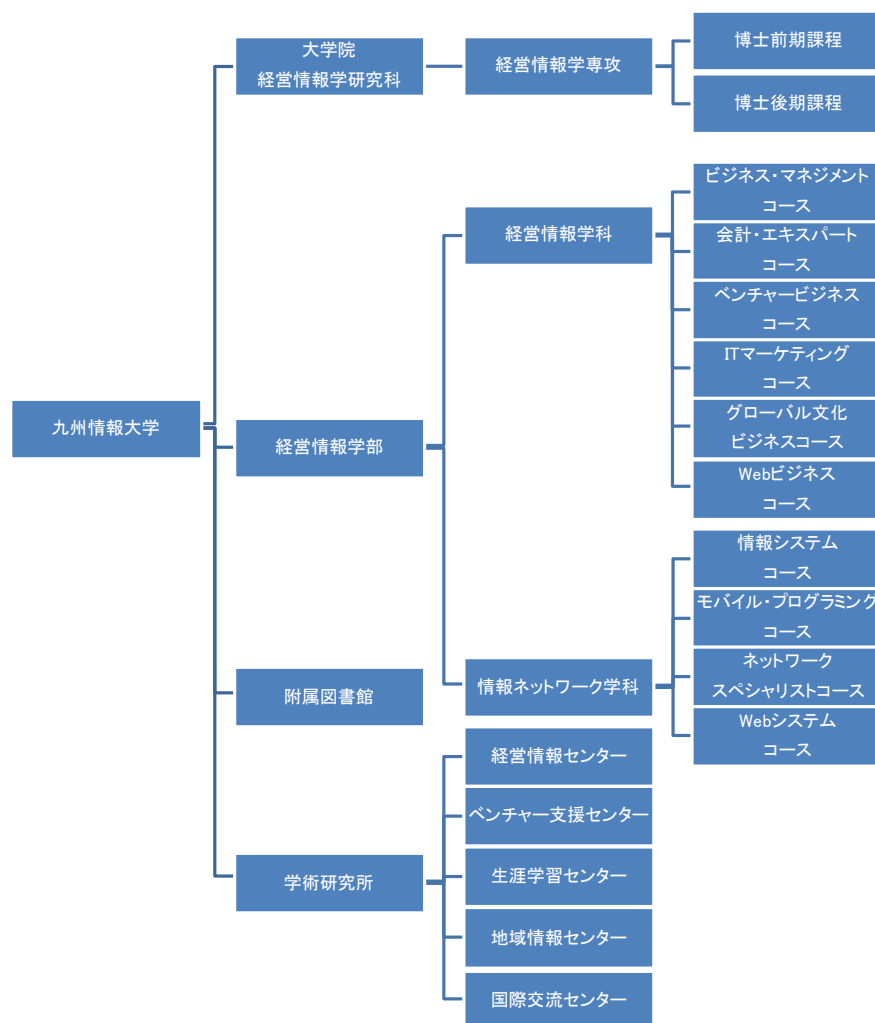 九州情報大学
大学院
経営情報学研究科
経営情報学専攻
博士前期課程
博士後期課程
経営情報学部
経営情報学科
ビジネス・マネジメント
コース
会計・エキスパート
コース
ベンチャービジネス
コース
ITマーケティング
コース
グローバル文化
ビジネスコース
Webビジネス
コース
情報ネットワーク学科
情報システム
コース
モバイル・プログラミング
コース
ネットワーク
スペシャリストコース
Webシステム
コース
附属図書館
学術研究所
経営情報センター
ベンチャー支援センター
生涯学習センター
地域情報センター
国際交流センター